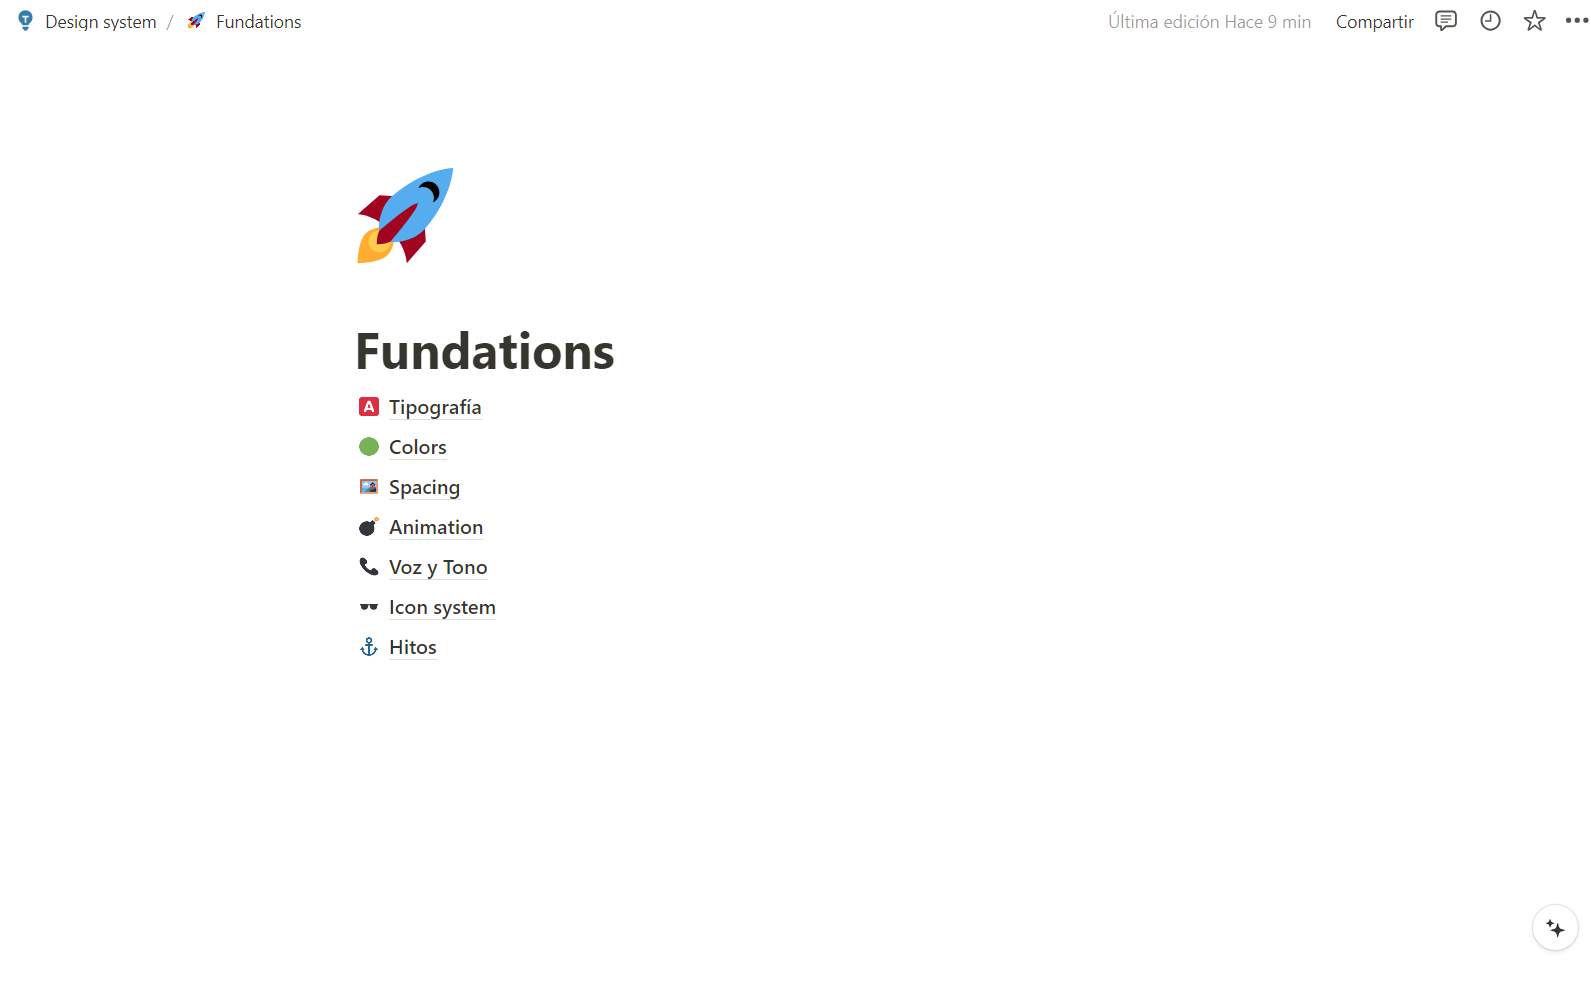 Design system / Fundations
Última edición Hace 9 min Compartir
Fundations
A Tipografía
Colors
Spacing
Animation
Voz y Tono
Icon system
Hitos